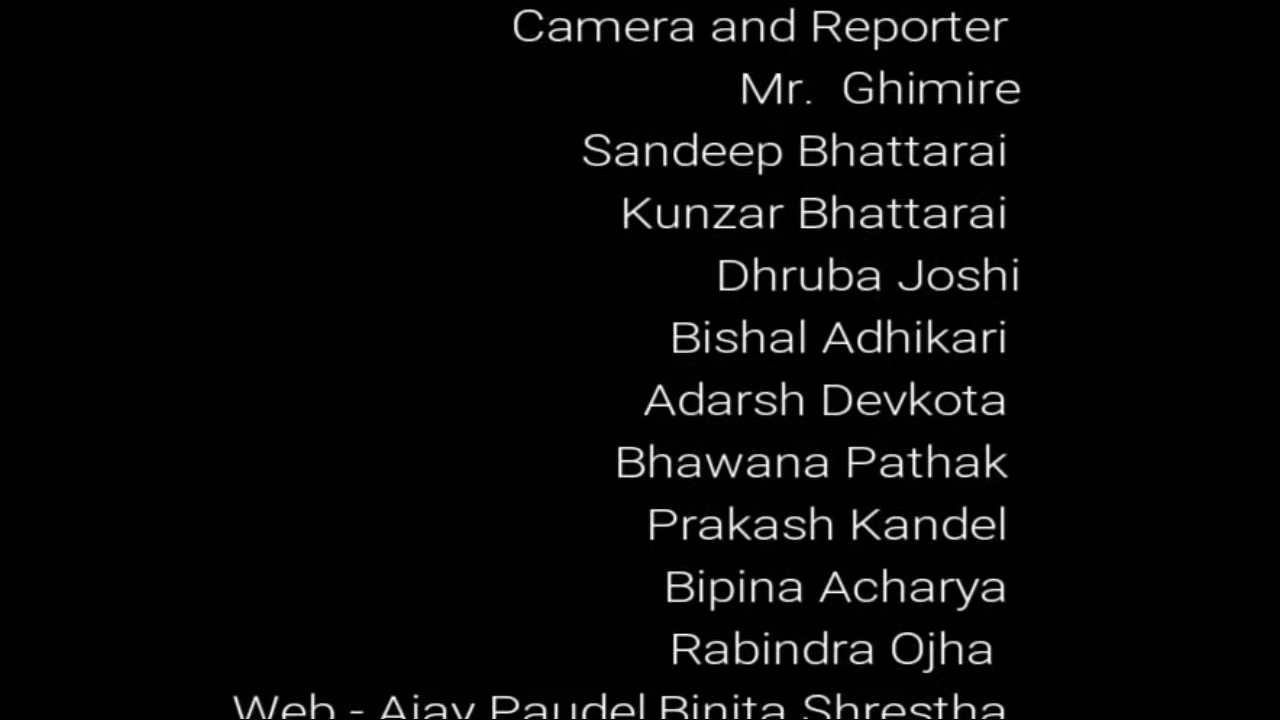 Camera and Reporter
Mr. Ghimire
Sandeep Bhattarai
Kunzar Bhattarai
Dhruba Joshi
Bishal Adhikari
Adarsh Devkota
Bhawana Pathak
Prakash Kandel
Bipina Acharya
Rabindra Ojha
Web - Ajay Paudel Binita Shrestha